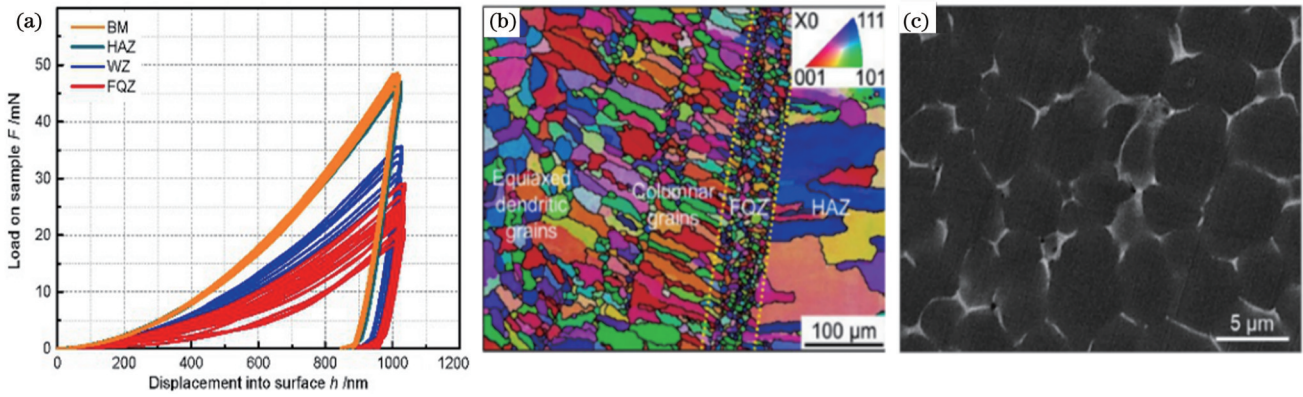 (a)
BM
HAZ
WZ
FQZ
50
40
30
20
10
0
Load on sample F /mN
0 200 400 600 800 1000 1200
Displacement into surface h /nm
(b)
X0 111
001 101
Equiaxed
dendritic
grains
Columnar
grains
FQZ
HAZ
100 μm
(c)
5 μm